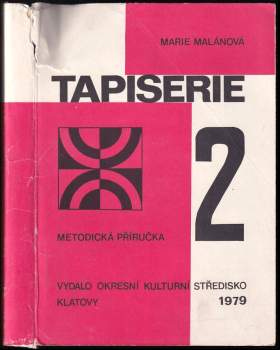 MARIE MALÁNOVÁ
TAPISERIE
2
METODICKÁ PŘÍRUČKA
VYDALO OKRESNÍ KULTURNÍ STŘEDISKO
KLATOVY 1979